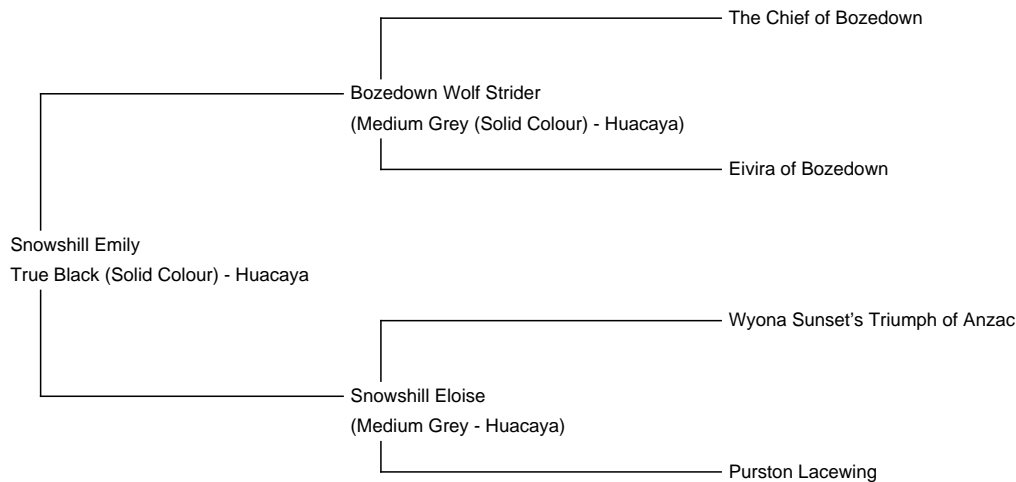 The Chief of Bozedown
Bozedown Wolf Strider
(Medium Grey (Solid Colour) - Huacaya)
Eivira of Bozedown
Snowshill Emily
True Black (Solid Colour) - Huacaya
Wyona Sunset's Triumph of Anzac
Snowshill Eloise
(Medium Grey - Huacaya)
Purston Lacewing